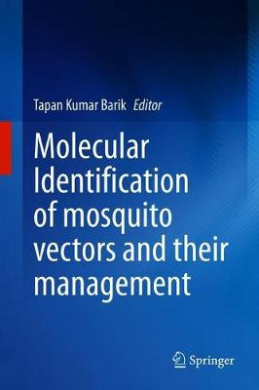 Tapan Kumar Barik Editor
Molecular
Identification
of mosquito
vectors and their
management
Springer